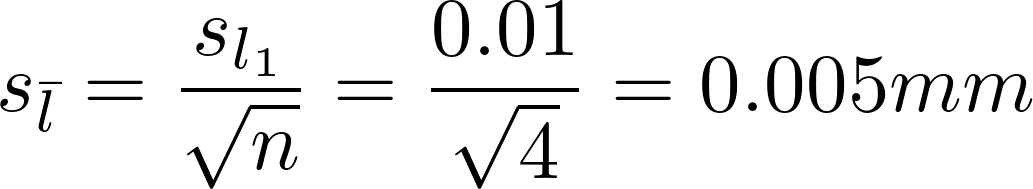 $s_{\bar{l}} = \frac{s_{l_1}}{\sqrt{n}} = \frac{0.01}{\sqrt{4}} = 0.005mm$